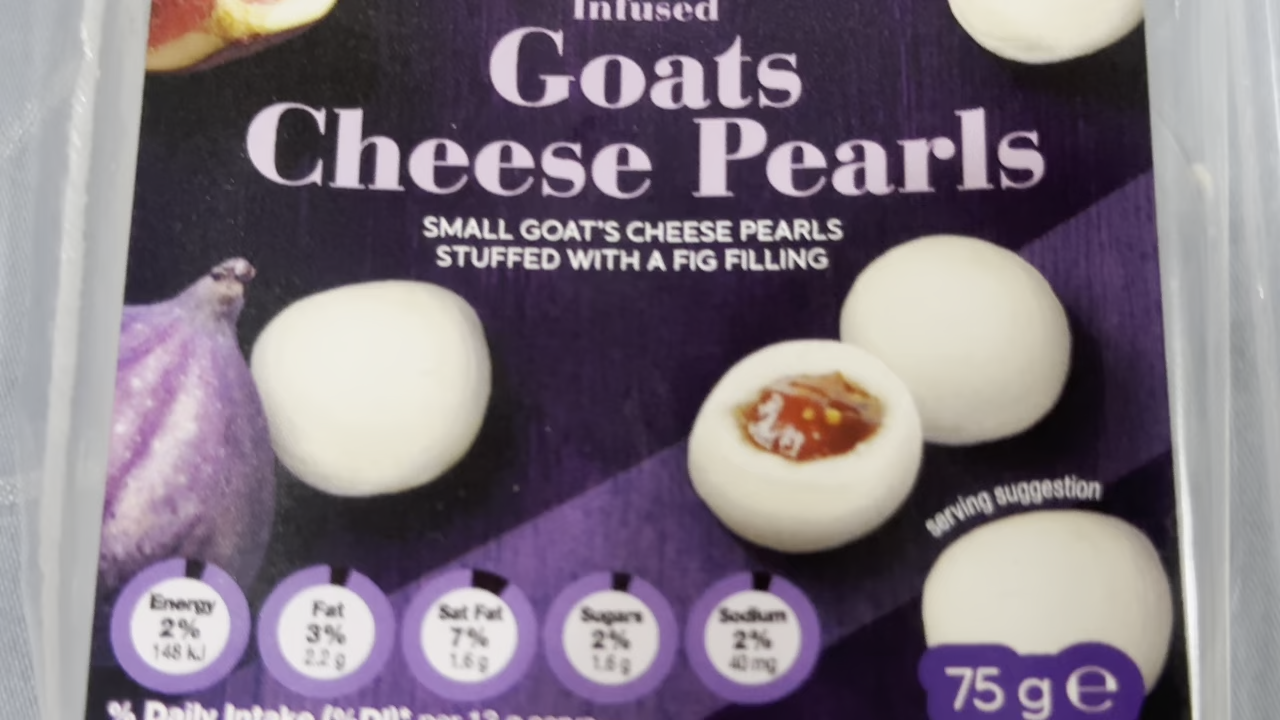 Infused
Goats
Cheese Pearls
SMALL GOAT'S CHEESE PEARLS
STUFFED WITH A FIG FILLING
serving suggestion
Energy
2%
148 kJ
Fat
3%
2.2 g
Sat Fat
7%
1.6 g
Sugars
2%
1.6 g
Sodium
2%
40 mg
75 g ℮
% Daily Intake (%DI)* per